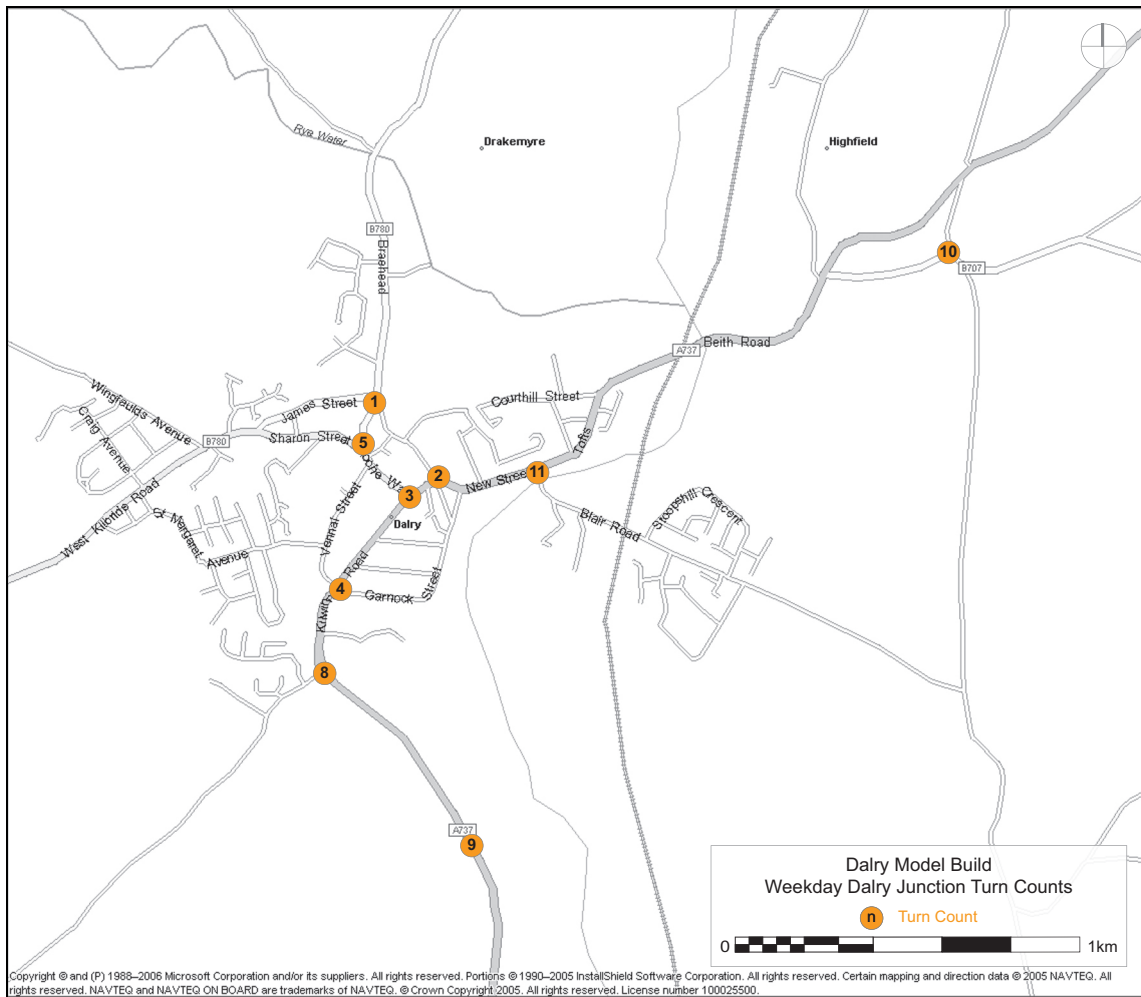 Rye Water
Drakemyre
Highfield
B780
Braehead
10
B707
Beith Road
A737
Wingfaulds Avenue
Craig Avenue
James Street
1
Courthill Street
B780
Sharon Street
5
Tofts
2
New Street
11
3
Dalry
West Kilbride Road
St Margaret Avenue
Vennal Street
Road
Blair Road
Stoopshill Crescent
4
Garnock Street
8
A737
9
Dalry Model Build
Weekday Dalry Junction Turn Counts
n Turn Count
0 1km
Copyright © and (P) 1988–2006 Microsoft Corporation and/or its suppliers. All rights reserved. Portions © 1990–2005 InstallShield Software Corporation. All rights reserved. Certain mapping and direction data © 2005 NAVTEQ. All
rights reserved. NAVTEQ and NAVTEQ ON BOARD are trademarks of NAVTEQ. © Crown Copyright 2005. All rights reserved. License number 100025500.